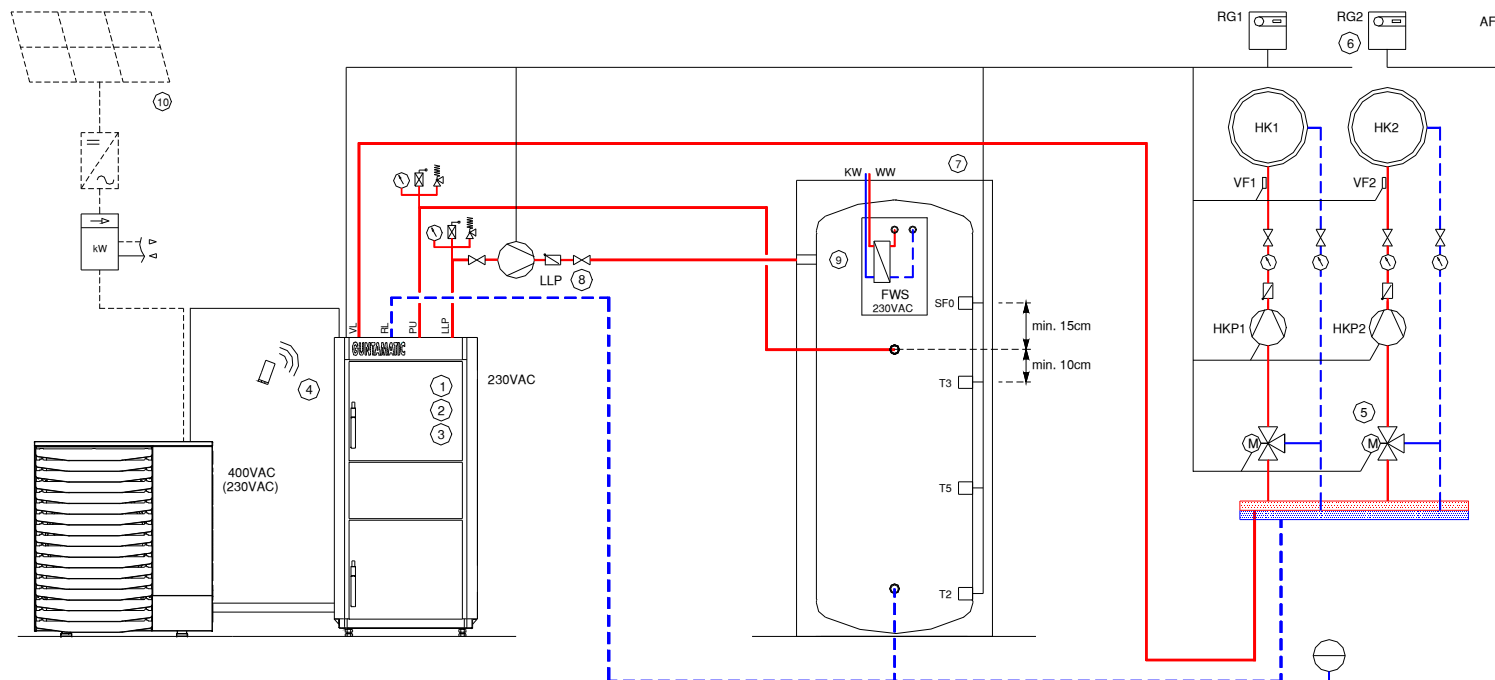 RG1
RG2
AF
6
10
HK1
HK2
7
KW WW
VF1
VF2
kW
9
LLP
8
FWS
230VAC
SF0
min. 15cm
HKP1
HKP2
VL
RL
PU
LLP
GUNTAMATIC
min. 10cm
4
230VAC
1
2
3
T3
5
M
M
400VAC
(230VAC)
T5
T2